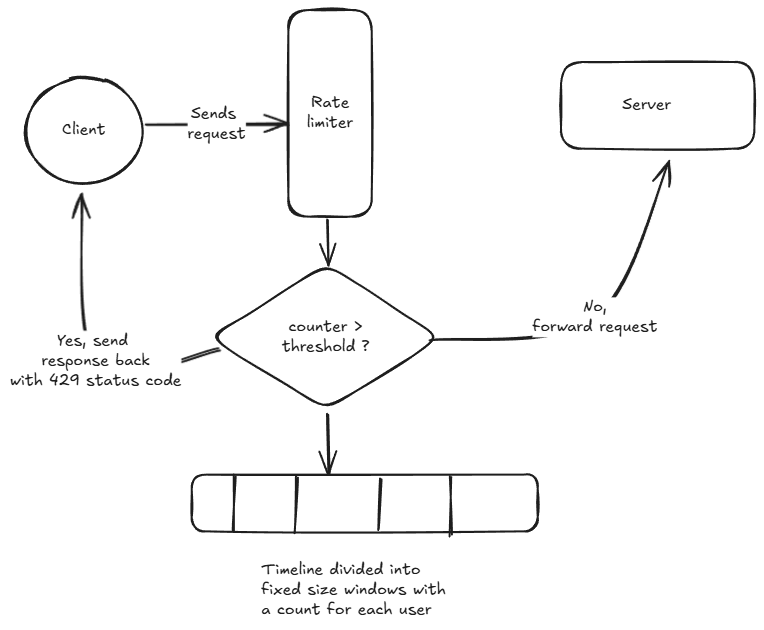 Client
Sends
request
Rate
limiter
Server
counter >
threshold ?
Yes, send
response back
with 429 status code
No,
forward request
Timeline divided into
fixed size windows with
a count for each user